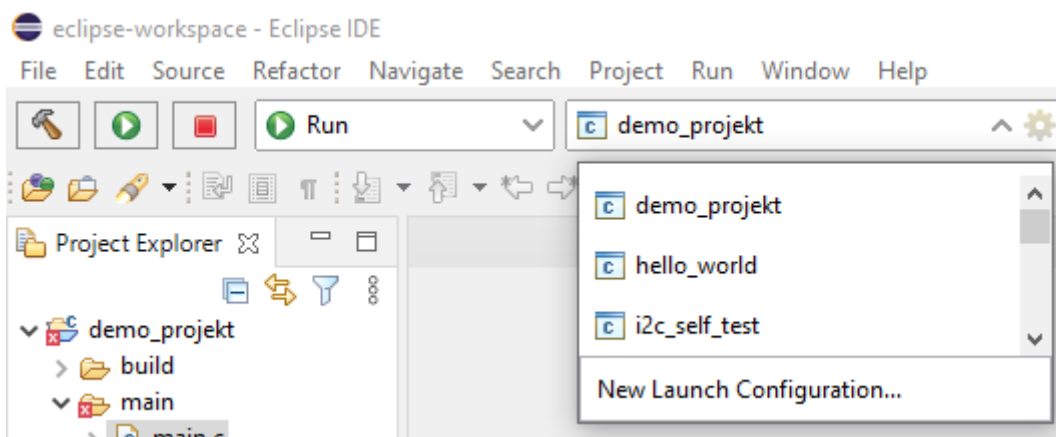 eclipse-workspace - Eclipse IDE
File Edit Source Refactor Navigate Search Project Run Window Help
Run
demo_projekt
demo_projekt
hello_world
i2c_self_test
New Launch Configuration...
Project Explorer
demo_projekt
build
main
main.c